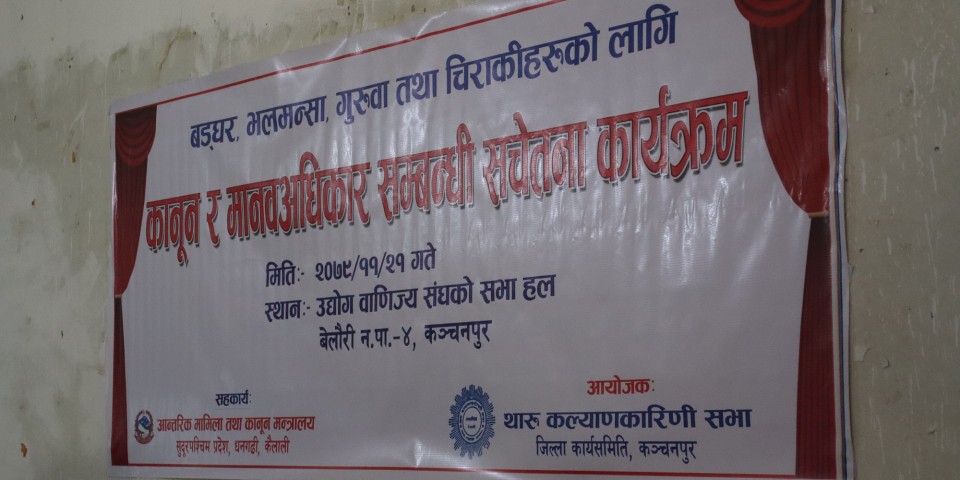 बड़घर, भलमन्सा, गुरुवा तथा चिराकीहरुको लागि
कानून र मानवअधिकार सम्बन्धी सचेतना कार्यक्रम
मितिः- २०७९/११/२१ गते
स्थानः- उद्योग वाणिज्य संघको सभा हल
बेलौरी न.पा.-४, कञ्चनपुर
सहकार्यः
आन्तरिक मामिला तथा कानून मन्त्रालय
सुदूरपश्चिम प्रदेश, धनगढी, कैलाली
आयोजकः
थारु कल्याणकारिणी सभा
जिल्ला कार्यसमिति, कञ्चनपुर